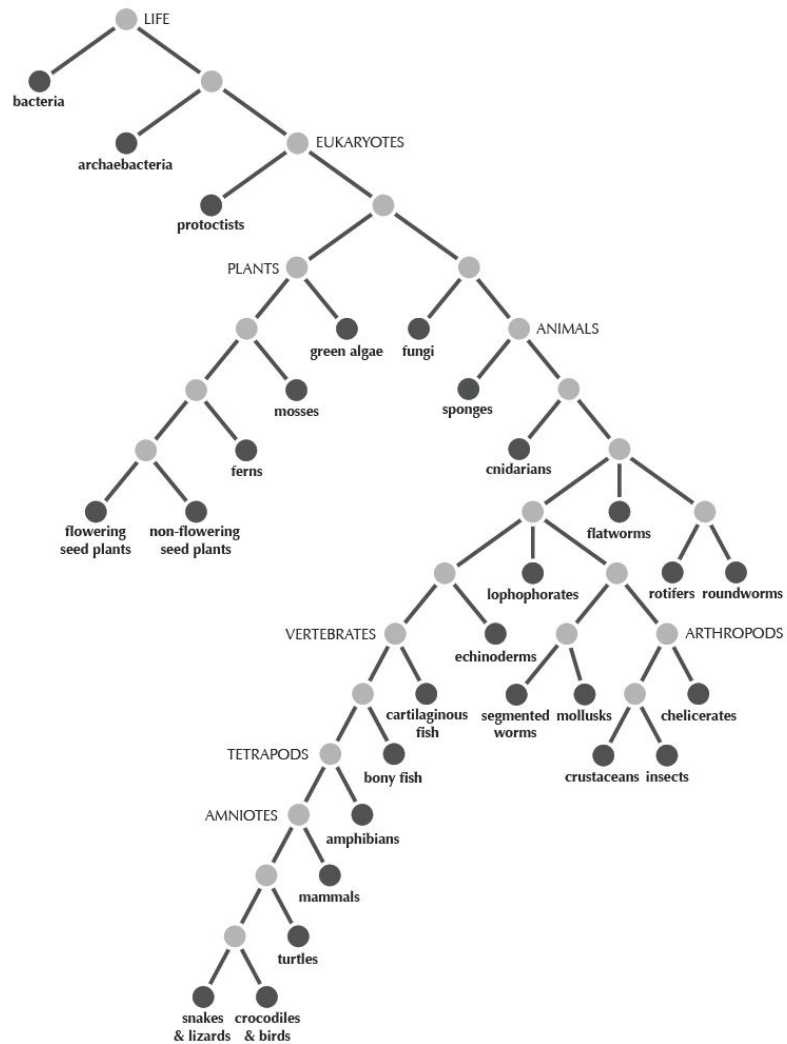 LIFE
bacteria
archaebacteria
EUKARYOTES
protoctists
PLANTS
green algae
fungi
ANIMALS
mosses
sponges
ferns
cnidarians
flowering
seed plants
non-flowering
seed plants
flatworms
lophophorates
rotifers
roundworms
VERTEBRATES
echinoderms
ARTHROPODS
cartilaginous
fish
segmented
worms
mollusks
chelicerates
TETRAPODS
bony fish
crustaceans
insects
AMNIOTES
amphibians
mammals
turtles
snakes
& lizards
crocodiles
& birds